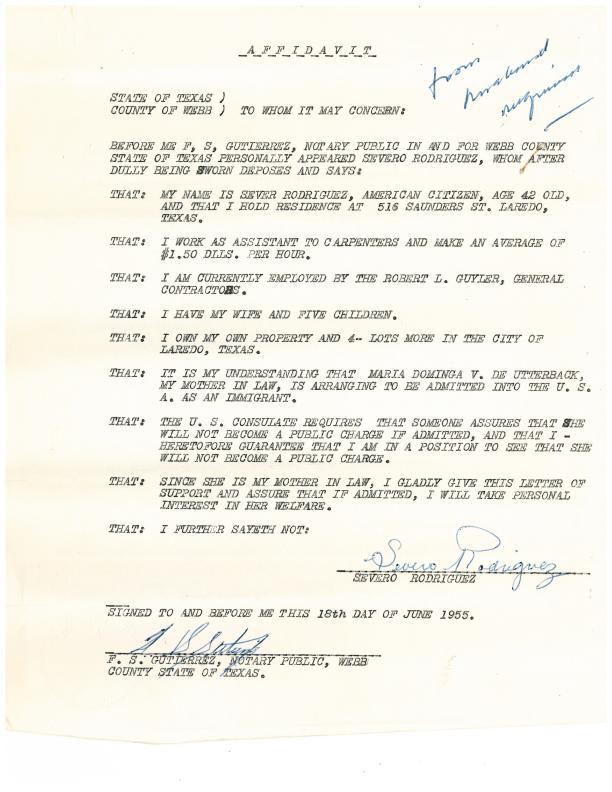 AFFIDAVIT
from
husband
STATE OF TEXAS )
COUNTY OF WEBB ) TO WHOM IT MAY CONCERN:
BEFORE ME F, S, GUTIERREZ, NOTARY PUBLIC IN AND FOR WEBB COUNTY
STATE OF TEXAS PERSONALLY APPEARED SEVERO RODRIGUEZ, WHOM AFTER
DULLY BEING SWORN DEPOSES AND SAYS:
THAT: MY NAME IS SEVER RODRIGUEZ, AMERICAN CITIZEN, AGE 42 OLD,
AND THAT I HOLD RESIDENCE AT 516 SAUNDERS ST. LAREDO,
TEXAS.
THAT: I WORK AS ASSISTANT TO CARPENTERS AND MAKE AN AVERAGE OF
$1.50 DLLS. PER HOUR.
THAT: I AM CURRENTLY EMPLOYED BY THE ROBERT L. GUYLER, GENERAL
CONTRACTORS.
THAT: I HAVE MY WIFE AND FIVE CHILDREN.
THAT: I OWN MY OWN PROPERTY AND 4- LOTS MORE IN THE CITY OF
LAREDO, TEXAS.
THAT: IT IS MY UNDERSTANDING THAT MARIA DOMINGA V. DE UTTERBACK,
MY MOTHER IN LAW, IS ARRANGING TO BE ADMITTED INTO THE U. S.
A. AS AN IMMIGRANT.
THAT: THE U. S. CONSULATE REQUIRES THAT SOMEONE ASSURES THAT SHE
WILL NOT BECOME A PUBLIC CHARGE IF ADMITTED, AND THAT I -
HERETOFORE GUARANTEE THAT I AM IN A POSITION TO SEE THAT SHE
WILL NOT BECOME A PUBLIC CHARGE.
THAT: SINCE SHE IS MY MOTHER IN LAW, I GLADLY GIVE THIS LETTER OF
SUPPORT AND ASSURE THAT IF ADMITTED, I WILL TAKE PERSONAL
INTEREST IN HER WELFARE.
THAT: I FURTHER SAYETH NOT:
Severo Rodriguez
SEVERO RODRIGUEZ
SIGNED TO AND BEFORE ME THIS 18th DAY OF JUNE 1955.
F. S. GUTIERREZ, NOTARY PUBLIC, WEBB
COUNTY STATE OF TEXAS.